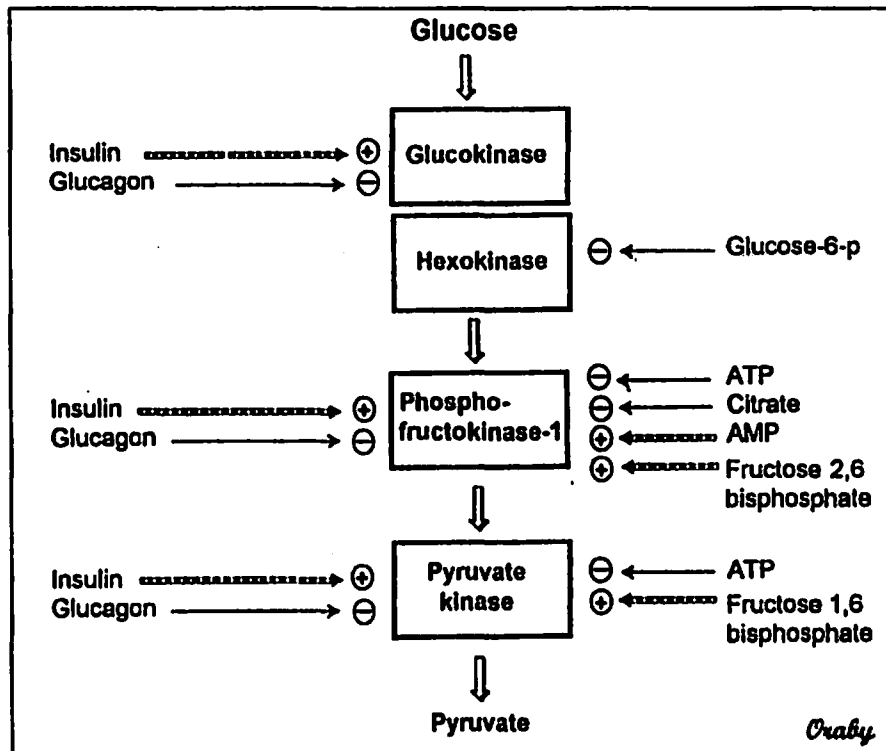 Glucose
Insulin ⊕
Glucagon ⊖
Glucokinase
Hexokinase
⊖ Glucose-6-p
Insulin ⊕
Glucagon ⊖
Phospho-
fructokinase-1
⊖ ATP
⊖ Citrate
⊕ AMP
⊕ Fructose 2,6
bisphosphate
Insulin ⊕
Glucagon ⊖
Pyruvate
kinase
⊖ ATP
⊕ Fructose 1,6
bisphosphate
Pyruvate
Oraby